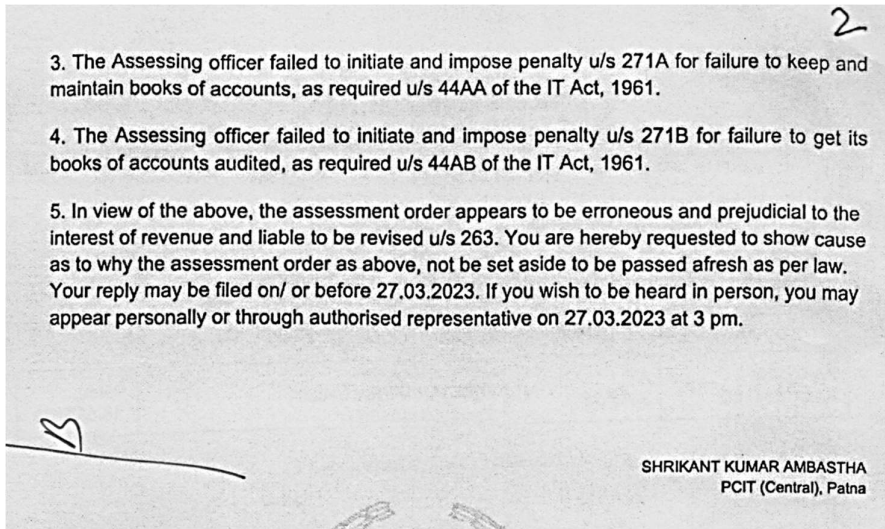 2
3. The Assessing officer failed to initiate and impose penalty u/s 271A for failure to keep and
maintain books of accounts, as required u/s 44AA of the IT Act, 1961.
4. The Assessing officer failed to initiate and impose penalty u/s 271B for failure to get its
books of accounts audited, as required u/s 44AB of the IT Act, 1961.
5. In view of the above, the assessment order appears to be erroneous and prejudicial to the
interest of revenue and liable to be revised u/s 263. You are hereby requested to show cause
as to why the assessment order as above, not be set aside to be passed afresh as per law.
Your reply may be filed on/ or before 27.03.2023. If you wish to be heard in person, you may
appear personally or through authorised representative on 27.03.2023 at 3 pm.
SHRIKANT KUMAR AMBASTHA
PCIT (Central), Patna